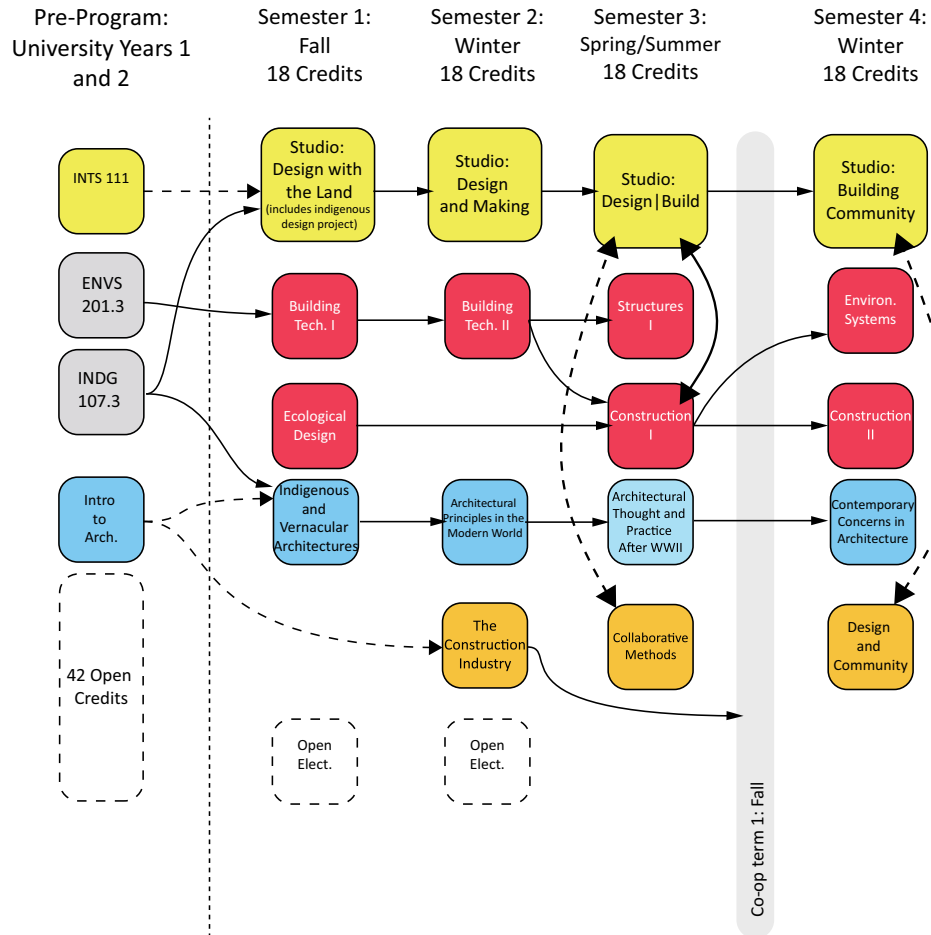 Pre-Program:
University Years 1
and 2
Semester 1:
Fall
18 Credits
Semester 2:
Winter
18 Credits
Semester 3:
Spring/Summer
18 Credits
Semester 4:
Winter
18 Credits
INTS 111
Studio:
Design with
the Land
(includes indigenous
design project)
Studio:
Design
and Making
Studio:
Design|Build
Studio:
Building
Community
ENVS
201.3
Building
Tech. I
Building
Tech. II
Structures
I
Environ.
Systems
INDG
107.3
Ecological
Design
Construction
I
Construction
II
Intro
to
Arch.
Indigenous
and
Vernacular
Architectures
Architectural
Principles in the
Modern World
Architectural
Thought and
Practice
After WWII
Contemporary
Concerns in
Architecture
42 Open
Credits
The
Construction
Industry
Collaborative
Methods
Design
and
Community
Open
Elect.
Open
Elect.
Co-op term 1: Fall